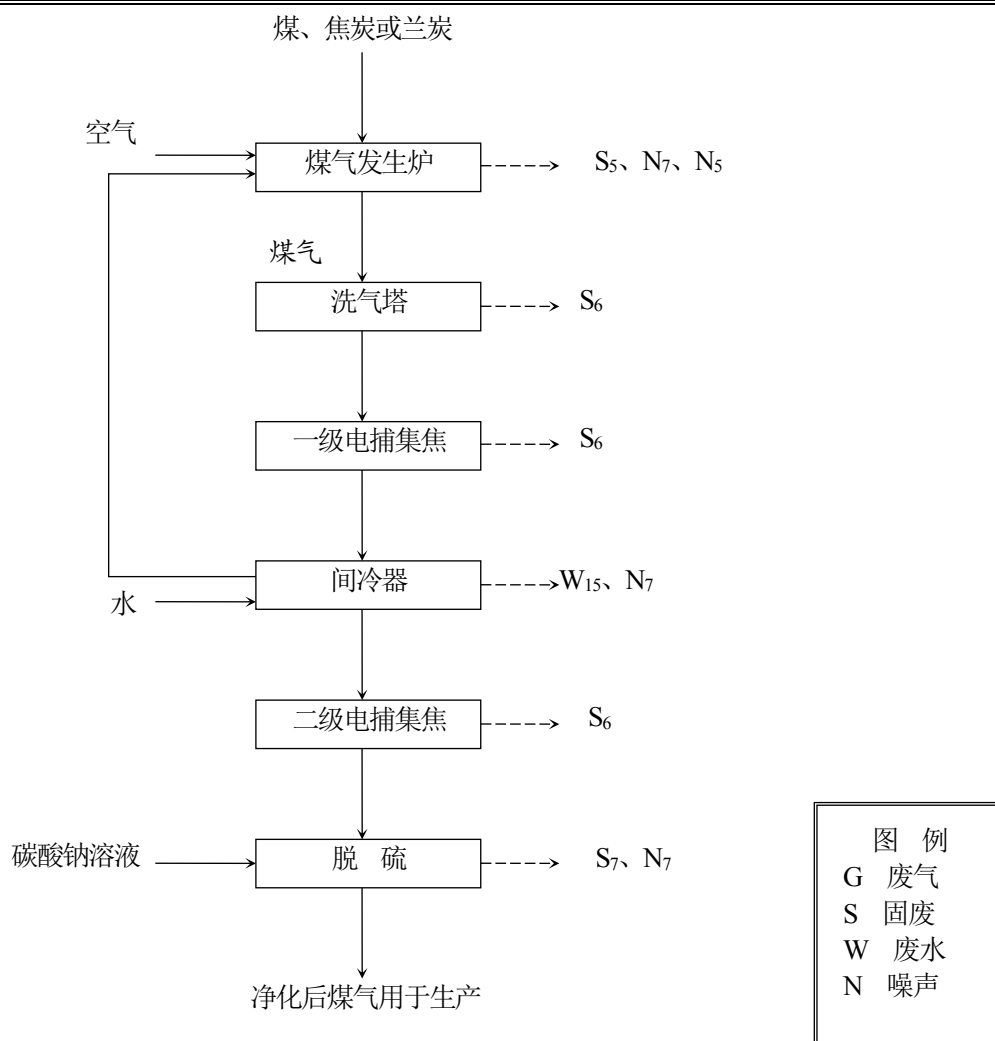 煤、焦炭或兰炭
空气
煤气发生炉
S₅、N₇、N₅
煤气
洗气塔
S₆
一级电捕集焦
S₆
间冷器
W₁₅、N₇
水
二级电捕集焦
S₆
碳酸钠溶液
脱 硫
S₇、N₇
净化后煤气用于生产
图 例
G 废气
S 固废
W 废水
N 噪声